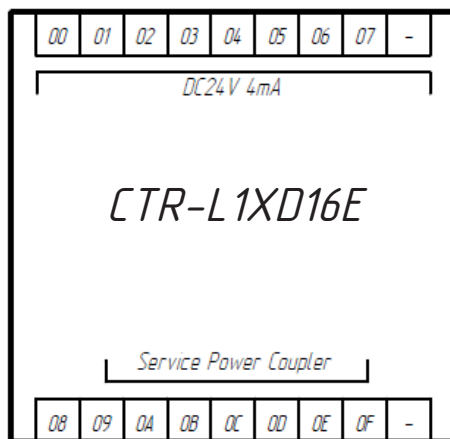 00 01 02 03 04 05 06 07 -
DC24V 4mA
CTR-L1XD16E
Service Power Coupler
08 09 0A 0B 0C 0D 0E 0F -